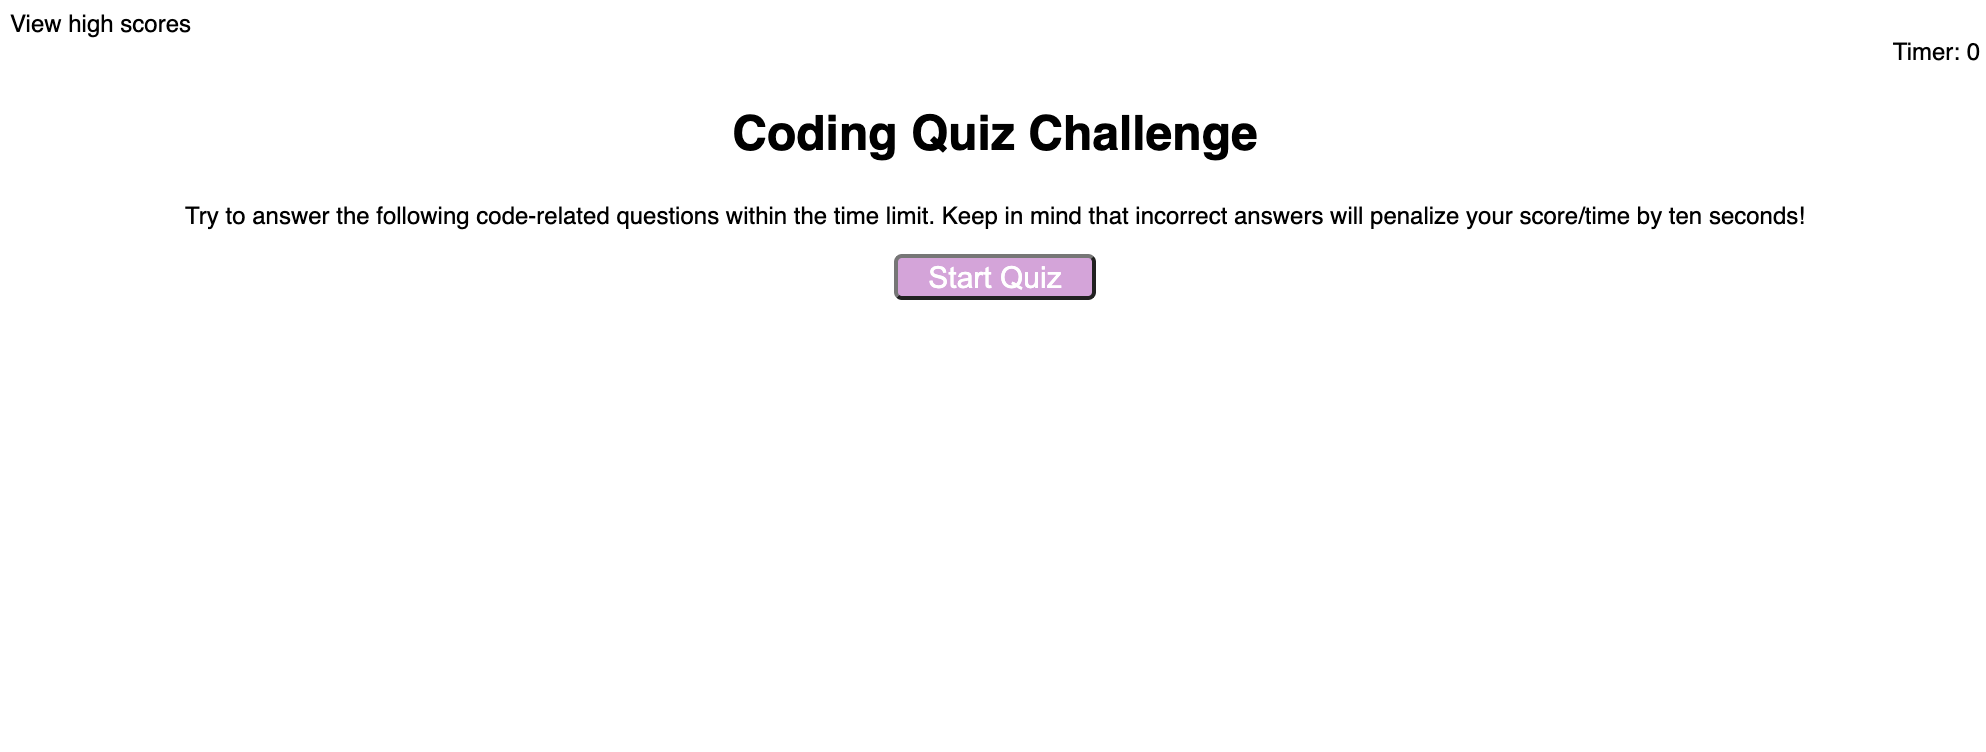 View high scores
Timer: 0
Coding Quiz Challenge
Try to answer the following code-related questions within the time limit. Keep in mind that incorrect answers will penalize your score/time by ten seconds!
Start Quiz